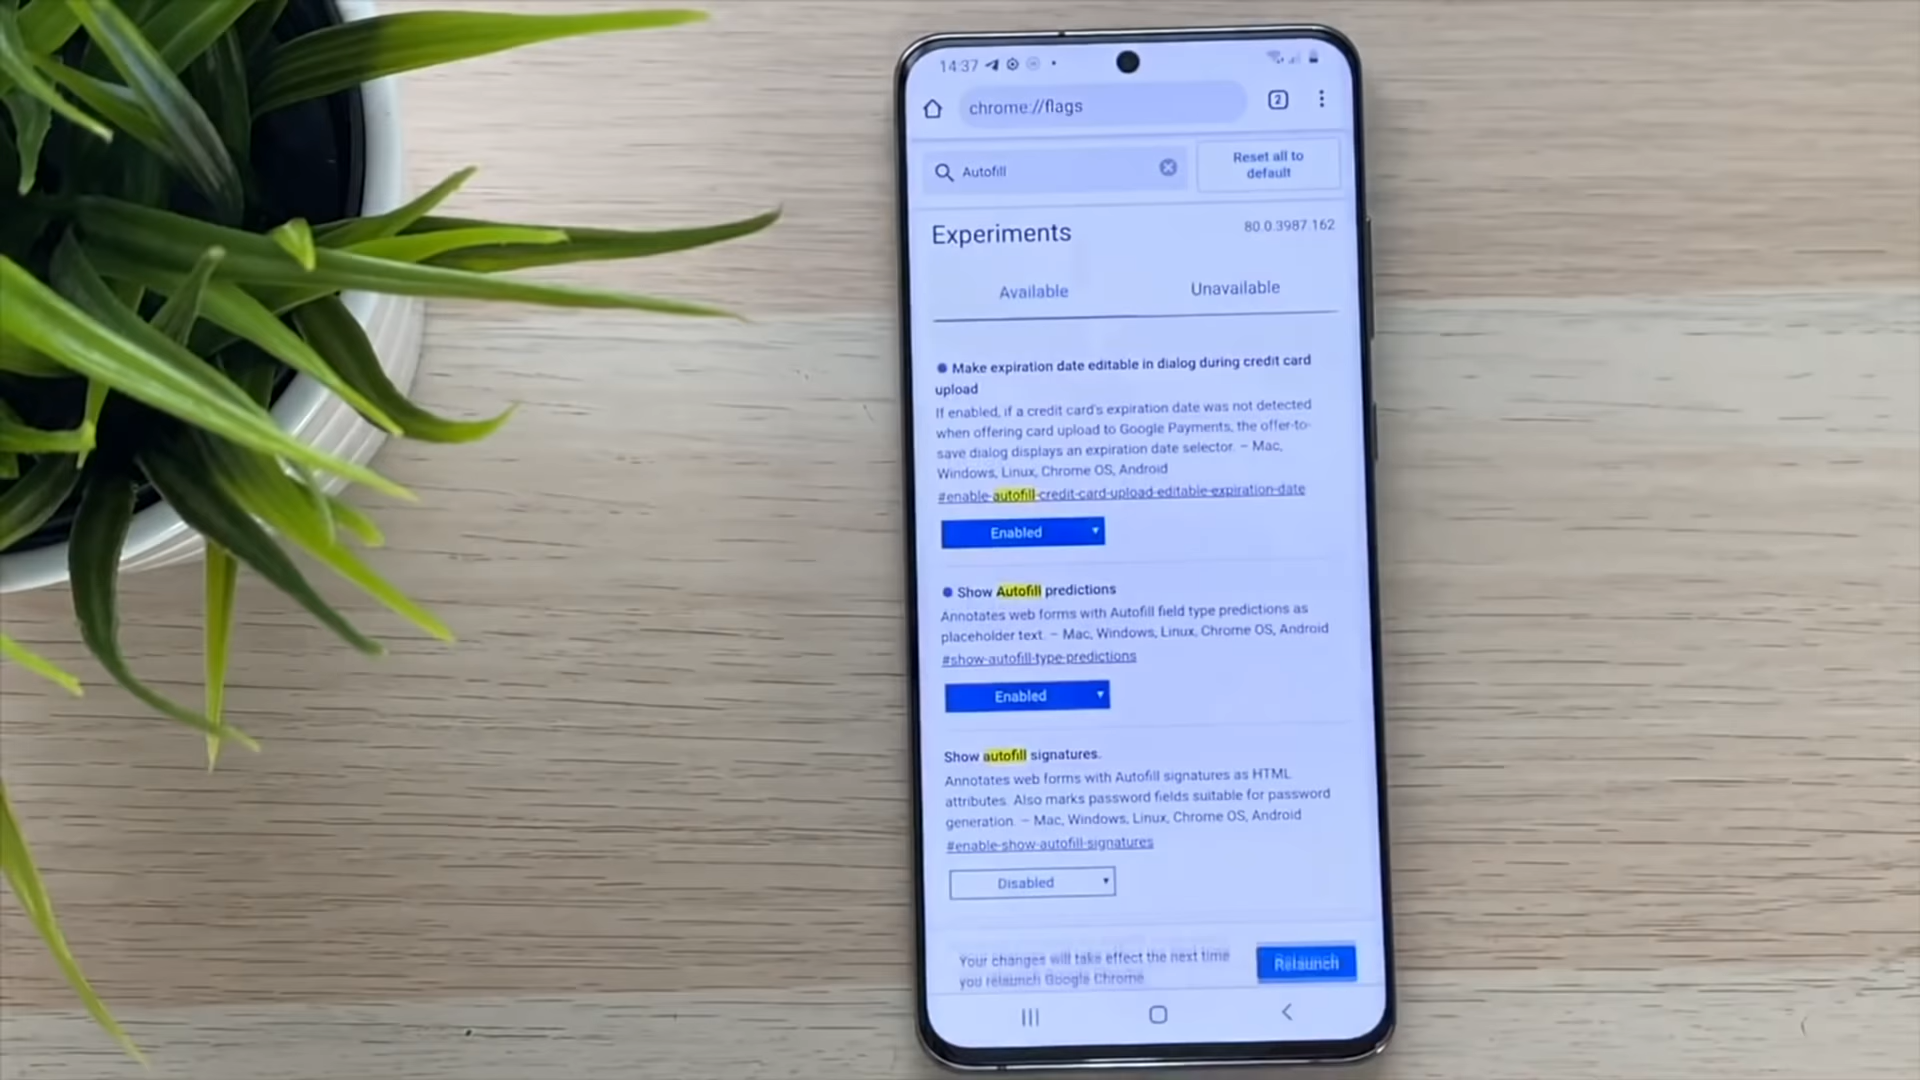 14:37
chrome://flags
2
Autofill
Reset all to
default
Experiments
80.0.3987.162
Available
Unavailable
Make expiration date editable in dialog during credit card
upload
If enabled, if a credit card's expiration date was not detected
when offering card upload to Google Payments, the offer-to-
save dialog displays an expiration date selector. – Mac,
Windows, Linux, Chrome OS, Android
#enable-autofill-credit-card-upload-editable-expiration-date
Enabled
Show Autofill predictions
Annotates web forms with Autofill field type predictions as
placeholder text. – Mac, Windows, Linux, Chrome OS, Android
#show-autofill-type-predictions
Enabled
Show autofill signatures.
Annotates web forms with Autofill signatures as HTML
attributes. Also marks password fields suitable for password
generation. – Mac, Windows, Linux, Chrome OS, Android
#enable-show-autofill-signatures
Disabled
Your changes will take effect the next time
you relaunch Google Chrome.
Relaunch